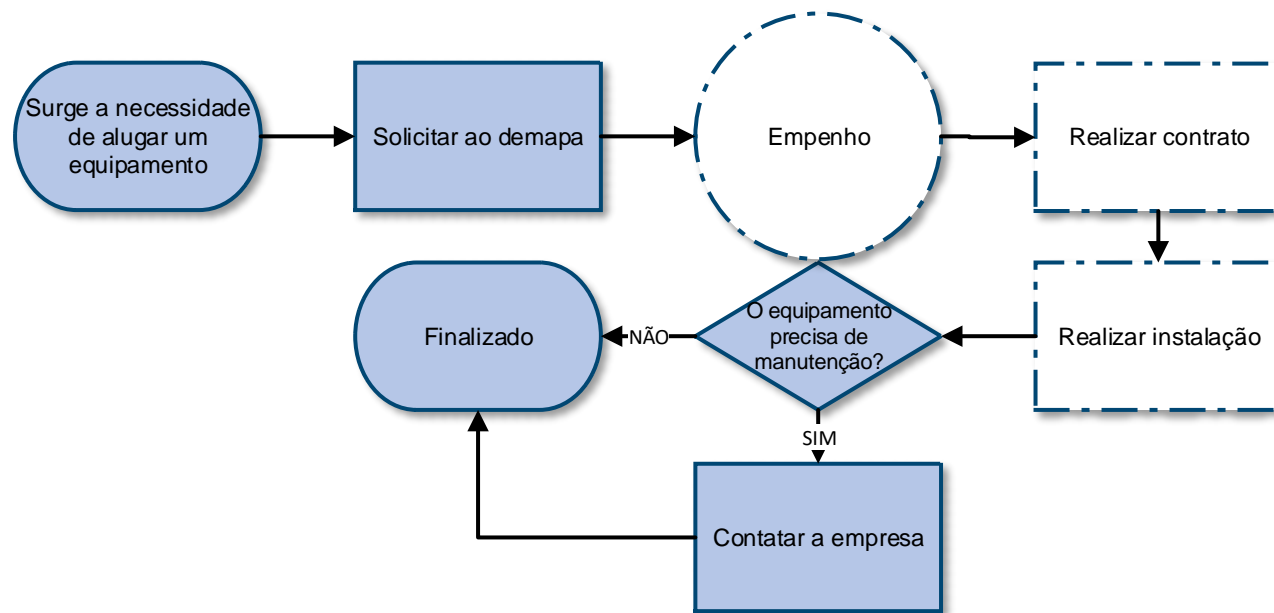 Surge a necessidade
de alugar um
equipamento
Solicitar ao demapa
Empenho
Realizar contrato
Realizar instalação
O equipamento
precisa de
manutenção?
NÃO
Finalizado
SIM
Contatar a empresa